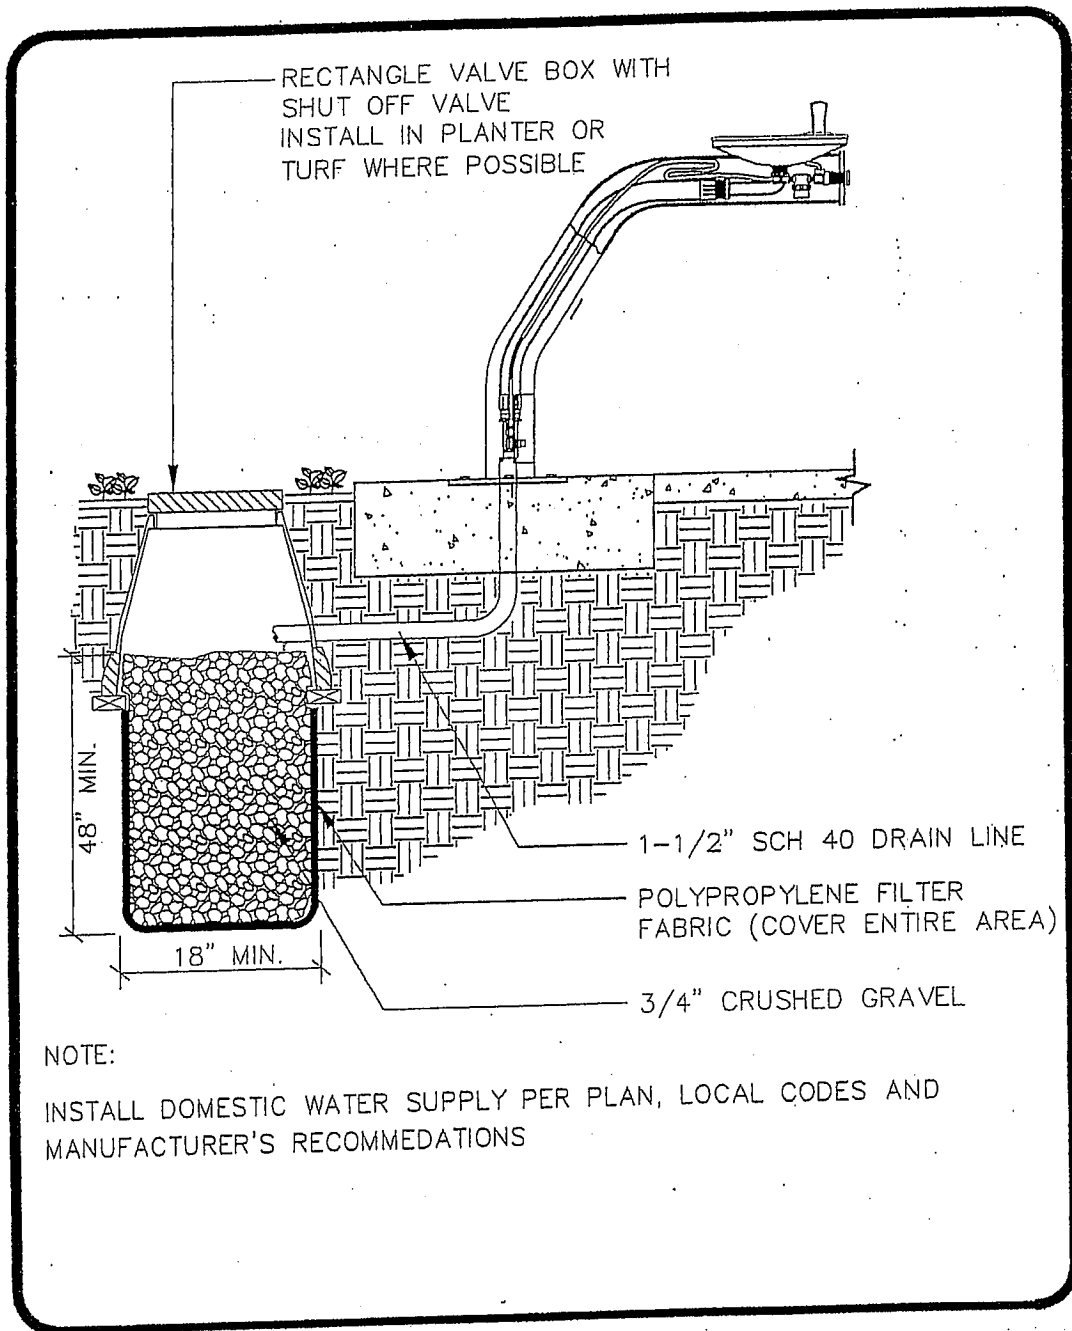 RECTANGLE VALVE BOX WITH
SHUT OFF VALVE
INSTALL IN PLANTER OR
TURF WHERE POSSIBLE
48" MIN.
18" MIN.
1-1/2" SCH 40 DRAIN LINE
POLYPROPYLENE FILTER
FABRIC (COVER ENTIRE AREA)
3/4" CRUSHED GRAVEL
NOTE:
INSTALL DOMESTIC WATER SUPPLY PER PLAN, LOCAL CODES AND
MANUFACTURER'S RECOMMEDATIONS